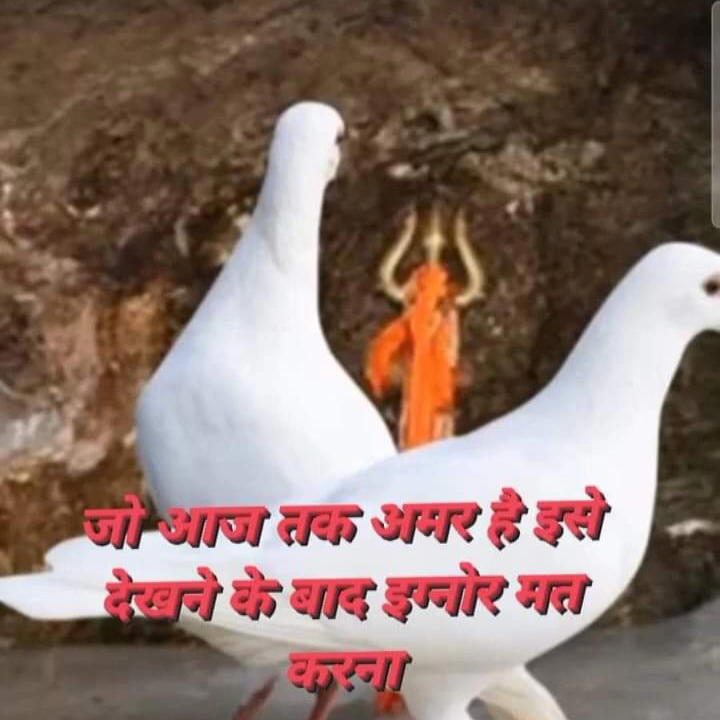 जो आज तक अमर है इसे
देखने के बाद इग्नोर मत
करना